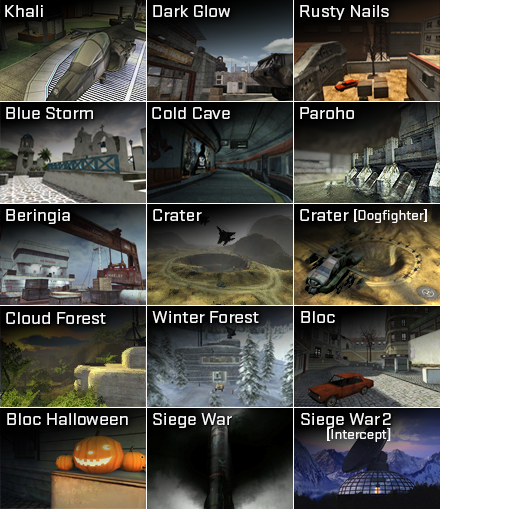 Khali
Dark Glow
Rusty Nails
Blue Storm
Cold Cave
Paroho
Beringia
Crater
Crater [Dogfighter]
Cloud Forest
Winter Forest
Bloc
Bloc Halloween
Siege War
Siege War2
[Intercept]